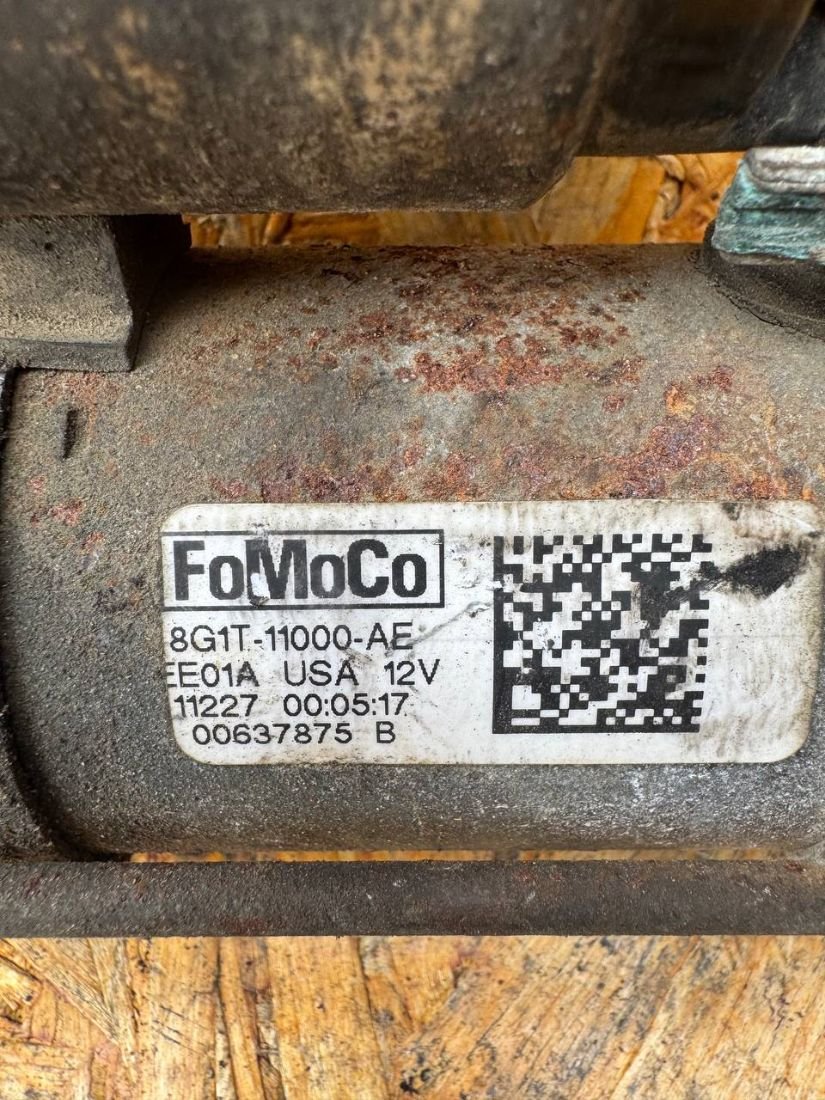 FoMoCo
8G1T-11000-AE
EE01A USA 12V
11227 00:05:17
00637875 B